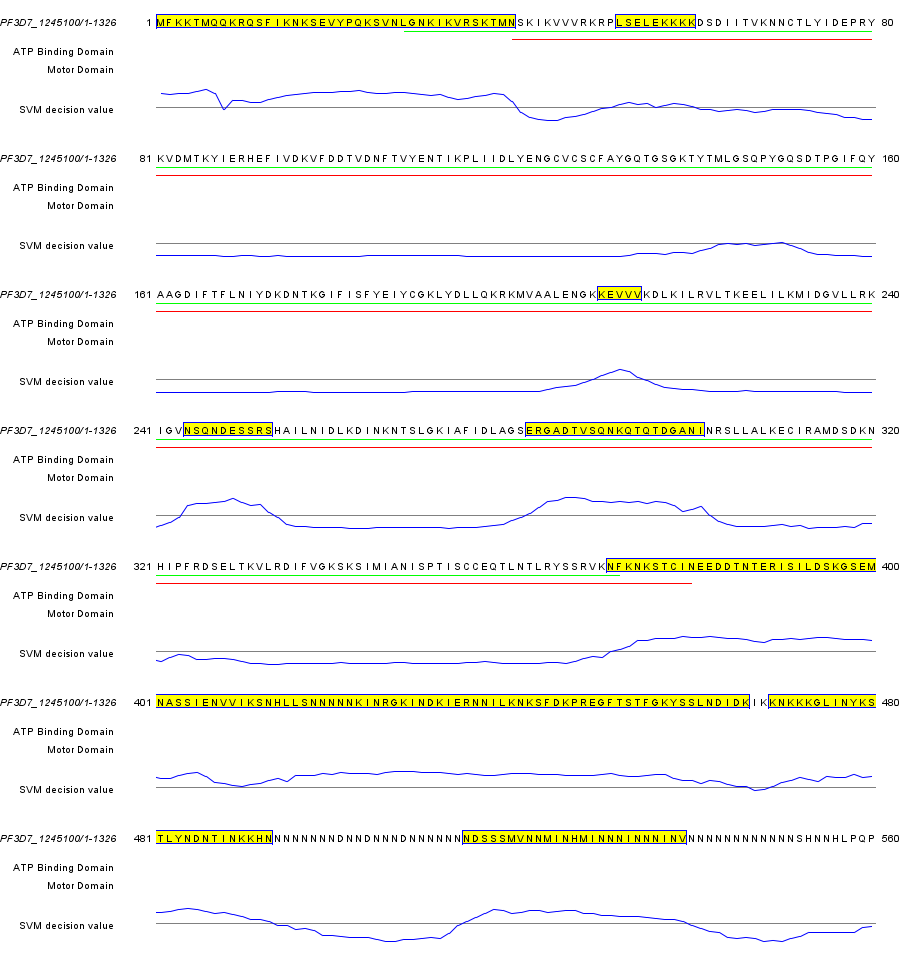 PF3D7_1245100/1-1326 1 MFKKTMQQKRQSFIKNKSEVYPQKSVNLGNKIKVRSKTMNSKIKVVVRKRPLSELEKKKKDSDIITVKNNCTLYIDEPRY 80
ATP Binding Domain
Motor Domain
SVM decision value
PF3D7_1245100/1-1326 81 KVDMTKYIERHEFIVDKVFDDTVDNFTVYENTIKPLIIDLYENGCVCSCFAYGQTGSGKTYTMLGSQPYGQSDTPGIFQY 160
ATP Binding Domain
Motor Domain
SVM decision value
PF3D7_1245100/1-1326 161 AAGDIFTFLNIYDKDNTKGIFISFYEIYCGKLYDLLQKRKMVAALENGKKEVVVKDLKILRVLTKEELILKMIDGVLLRK 240
ATP Binding Domain
Motor Domain
SVM decision value
PF3D7_1245100/1-1326 241 IGVNSQNDESSRSHAILNIDLKDINKNTSLGKIAFIDLAGSERGADTVSQNKQTQTDGANINRSLLALKECIRAMDSDKN 320
ATP Binding Domain
Motor Domain
SVM decision value
PF3D7_1245100/1-1326 321 HIPFRDSELTKVLRDIFVGKSKSIMIANISPTISCCEQTLNTLRYSSRVKNFKNKSTCINEEDDTNTERISILDSKGSEM 400
ATP Binding Domain
Motor Domain
SVM decision value
PF3D7_1245100/1-1326 401 NASSIENVVIKSNHLLSNNNNNKINRGKINDKIERNNILKNKSFDKPREGFTSTFGKYSSLNDIDKIKKNKKKGLINYKS 480
ATP Binding Domain
Motor Domain
SVM decision value
PF3D7_1245100/1-1326 481 TLYNDNTINKKHNNNNNNNNDNNDNNNDNNNNNNNDSSSMVNNMINHMINNNINNNINVNNNNNNNNNNNNSHNNHLPQP 560
ATP Binding Domain
Motor Domain
SVM decision value